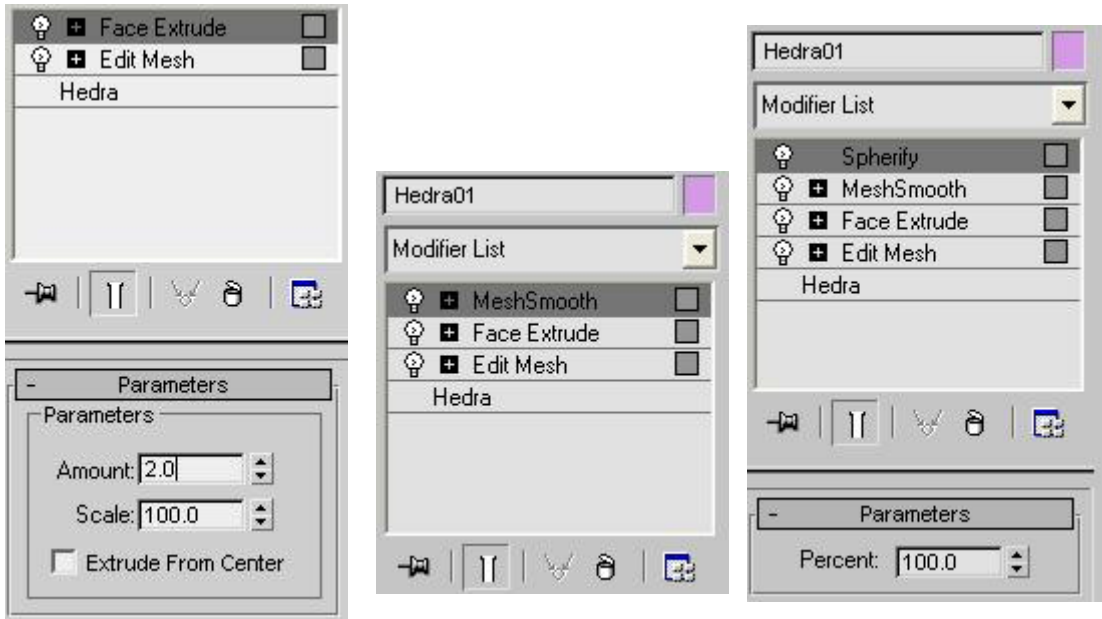 Face Extrude
Edit Mesh
Hedra
- Parameters
Parameters
Amount: 2.0
Scale: 100.0
Extrude From Center
Hedra01
Modifier List
MeshSmooth
Face Extrude
Edit Mesh
Hedra
Hedra01
Modifier List
Spherify
MeshSmooth
Face Extrude
Edit Mesh
Hedra
- Parameters
Percent: 100.0